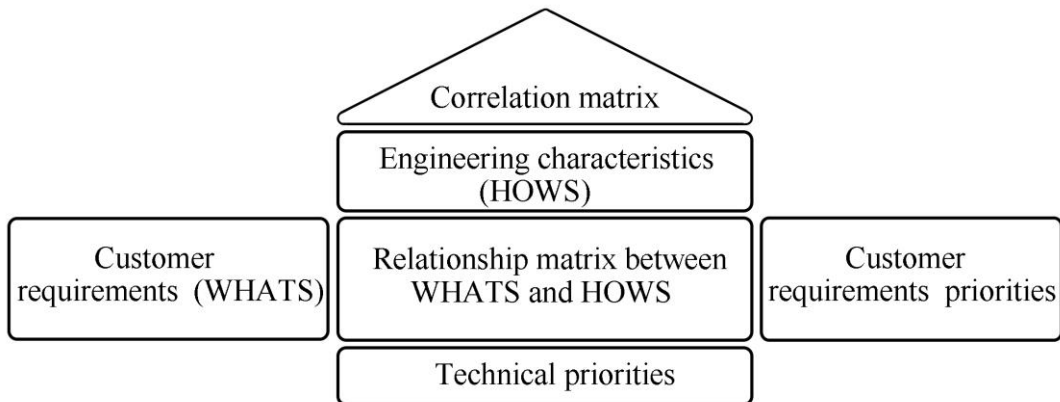 Correlation matrix
Engineering characteristics
(HOWS)
Customer
requirements (WHATS)
Relationship matrix between
WHATS and HOWS
Customer
requirements priorities
Technical priorities